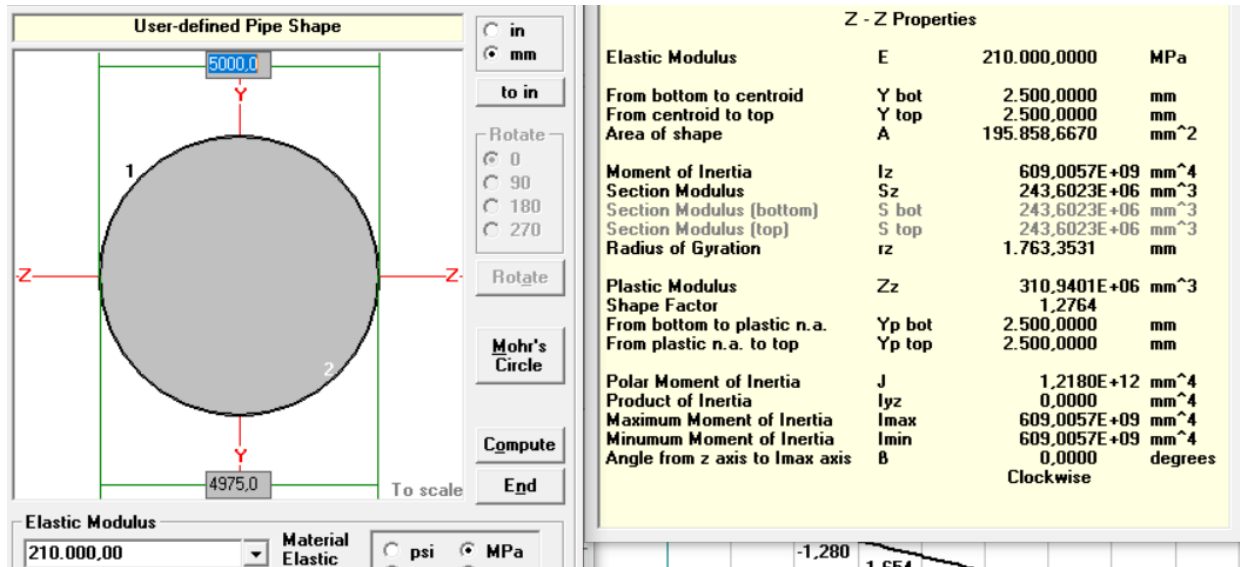 User-defined Pipe Shape
in
mm
to in
5000,0
Y
1
Z
Z
2
Y
4975,0
To scale
Rotate
0
90
180
270
Rotate
Mohr's
Circle
Compute
End
Elastic Modulus
210.000,00
Material
Elastic
psi
MPa
Z - Z Properties
Elastic Modulus E 210.000,0000 MPa
From bottom to centroid Y bot 2.500,0000 mm
From centroid to top Y top 2.500,0000 mm
Area of shape A 195.858,6670 mm^2
Moment of Inertia Iz 609,0057E+09 mm^4
Section Modulus Sz 243,6023E+06 mm^3
Section Modulus (bottom) S bot 243,6023E+06 mm^3
Section Modulus (top) S top 243,6023E+06 mm^3
Radius of Gyration rz 1.763,3531 mm
Plastic Modulus Zz 310,9401E+06 mm^3
Shape Factor 1,2764
From bottom to plastic n.a. Yp bot 2.500,0000 mm
From plastic n.a. to top Yp top 2.500,0000 mm
Polar Moment of Inertia J 1,2180E+12 mm^4
Product of Inertia Iyz 0,0000 mm^4
Maximum Moment of Inertia Imax 609,0057E+09 mm^4
Minumum Moment of Inertia Imin 609,0057E+09 mm^4
Angle from z axis to Imax axis ß 0,0000 degrees
Clockwise
-1,280